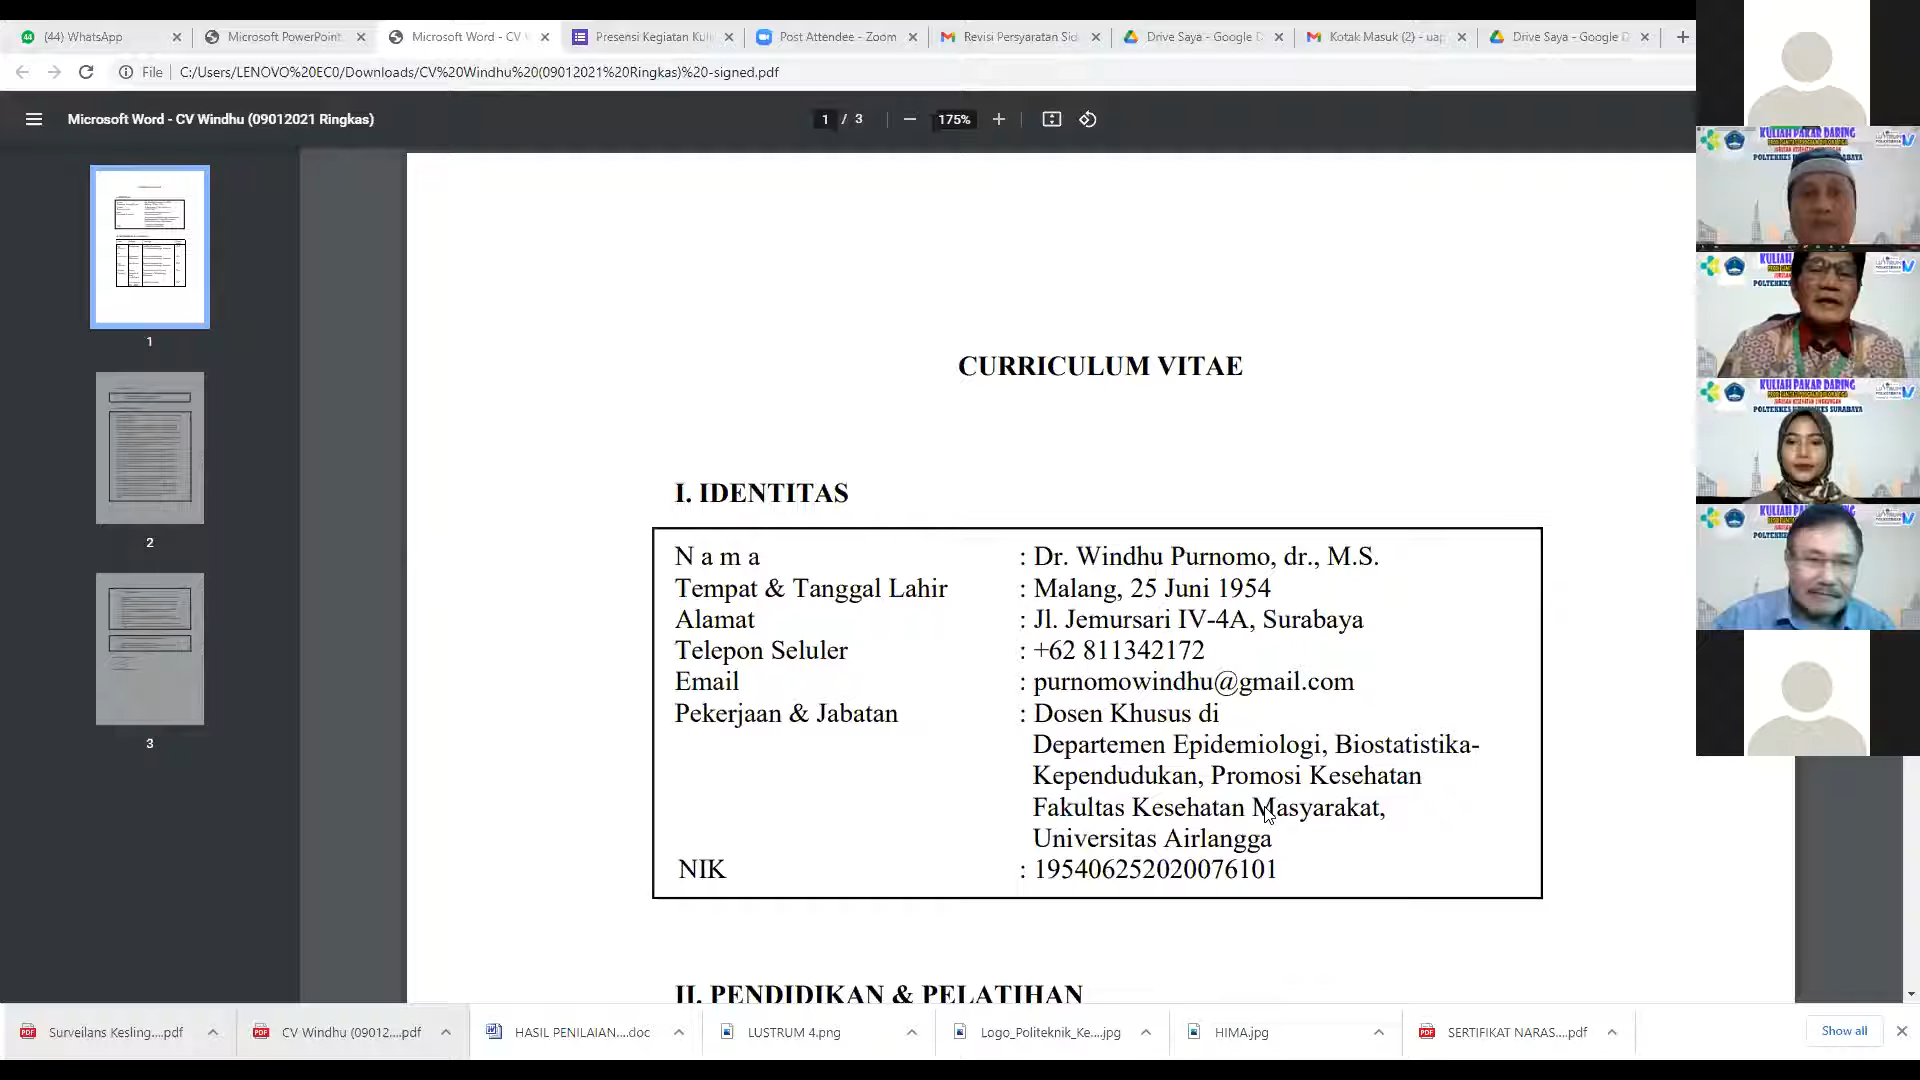 (44) WhatsApp
Microsoft PowerPoint
Microsoft Word - CV
Presensi Kegiatan Kul
Post Attendee - Zoom
Revisi Persyaratan Sid
Drive Saya - Google D
Kotak Masuk (2) - uap
Drive Saya - Google D
File
C:/Users/LENOVO%20EC0/Downloads/CV%20Windhu%20(09012021%20Ringkas)%20-signed.pdf
Microsoft Word - CV Windhu (09012021 Ringkas)
1 / 3
175%
1
2
3
CURRICULUM VITAE
I. IDENTITAS
N a m a : Dr. Windhu Purnomo, dr., M.S.
Tempat & Tanggal Lahir : Malang, 25 Juni 1954
Alamat : Jl. Jemursari IV-4A, Surabaya
Telepon Seluler : +62 811342172
Email : purnomowindhu@gmail.com
Pekerjaan & Jabatan : Dosen Khusus di
Departemen Epidemiologi, Biostatistika-
Kependudukan, Promosi Kesehatan
Fakultas Kesehatan Masyarakat,
Universitas Airlangga
NIK : 195406252020076101
II. PENDIDIKAN & PELATIHAN
KULIAH PAKAR DARING
KULIAH PAKAR DARING
POLTEKKES SURABAYA
Surveilans Kesling....pdf
CV Windhu (09012....pdf
HASIL PENILAIAN....doc
LUSTRUM 4.png
Logo_Politeknik_Ke....jpg
HIMA.jpg
SERTIFIKAT NARAS....pdf
Show all